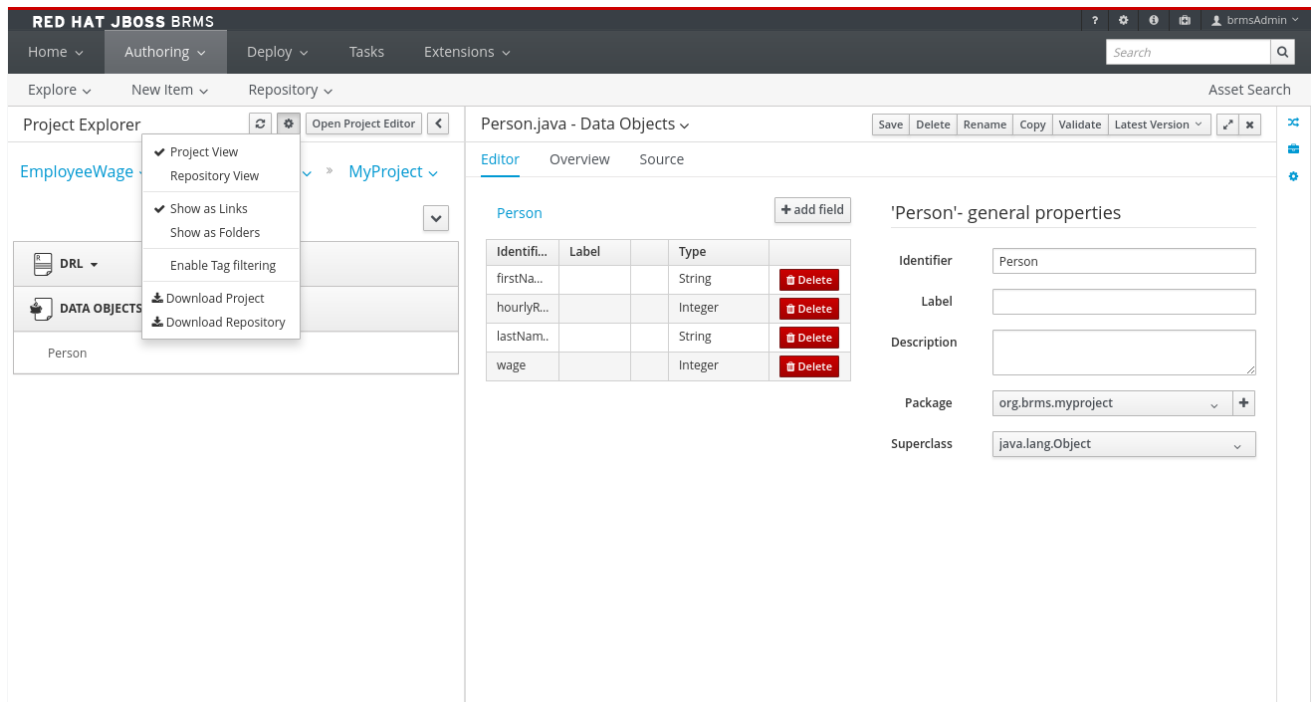 RED HAT JBOSS BRMS
brmsAdmin
Home Authoring Deploy Tasks Extensions
Search
Explore New Item Repository Asset Search
Project Explorer Open Project Editor
EmployeeWage » MyProject
Project View
Repository View
Show as Links
Show as Folders
Enable Tag filtering
Download Project
Download Repository
DRL
DATA OBJECTS
Person
Person.java - Data Objects
Save Delete Rename Copy Validate Latest Version
Editor Overview Source
Person + add field
Identifi... Label Type
firstNa... String Delete
hourlyR... Integer Delete
lastNam.. String Delete
wage Integer Delete
'Person'- general properties
Identifier Person
Label
Description
Package org.brms.myproject +
Superclass java.lang.Object